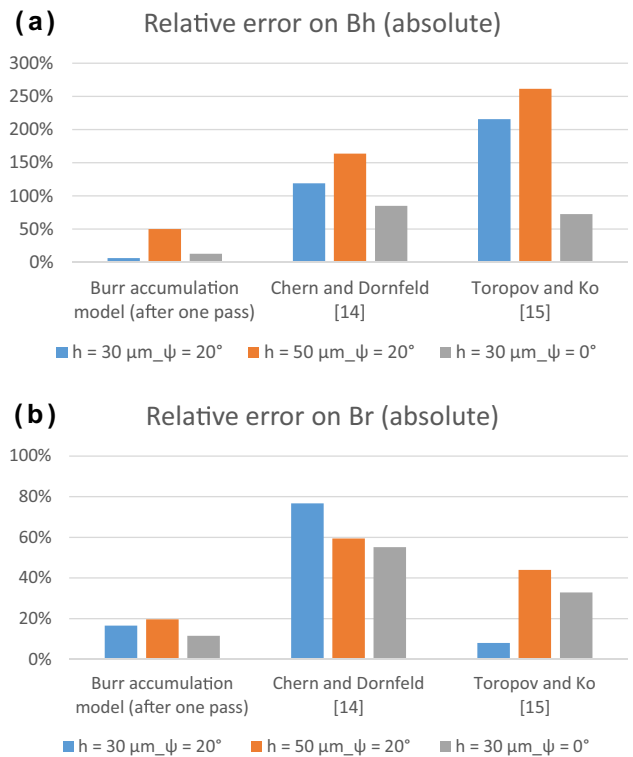 (a)
Relative error on Bh (absolute)
300%
250%
200%
150%
100%
50%
0%
Burr accumulation
model (after one pass)
Chern and Dornfeld
[14]
Toropov and Ko
[15]
h = 30 µm_ψ = 20°
h = 50 µm_ψ = 20°
h = 30 µm_ψ = 0°
(b)
Relative error on Br (absolute)
100%
80%
60%
40%
20%
0%
Burr accumulation
model (after one pass)
Chern and Dornfeld
[14]
Toropov and Ko
[15]
h = 30 µm_ψ = 20°
h = 50 µm_ψ = 20°
h = 30 µm_ψ = 0°